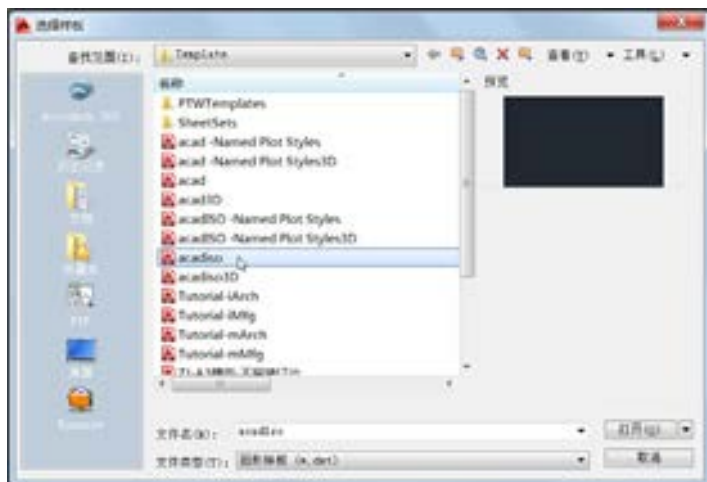 选择样板
查找范围(I): Template 查看(V) 工具(L)
名称 预览
PTWTemplates
SheetSets
acad -Named Plot Styles
acad -Named Plot Styles3D
acad
acad3D
acadISO -Named Plot Styles
acadISO -Named Plot Styles3D
acadiso
acadiso3D
Tutorial-iArch
Tutorial-iMfg
Tutorial-mArch
Tutorial-mMfg
FTP
文件名(N): acadiso 打开(O)
文件类型(T): 图形样板 (*.dwt) 取消